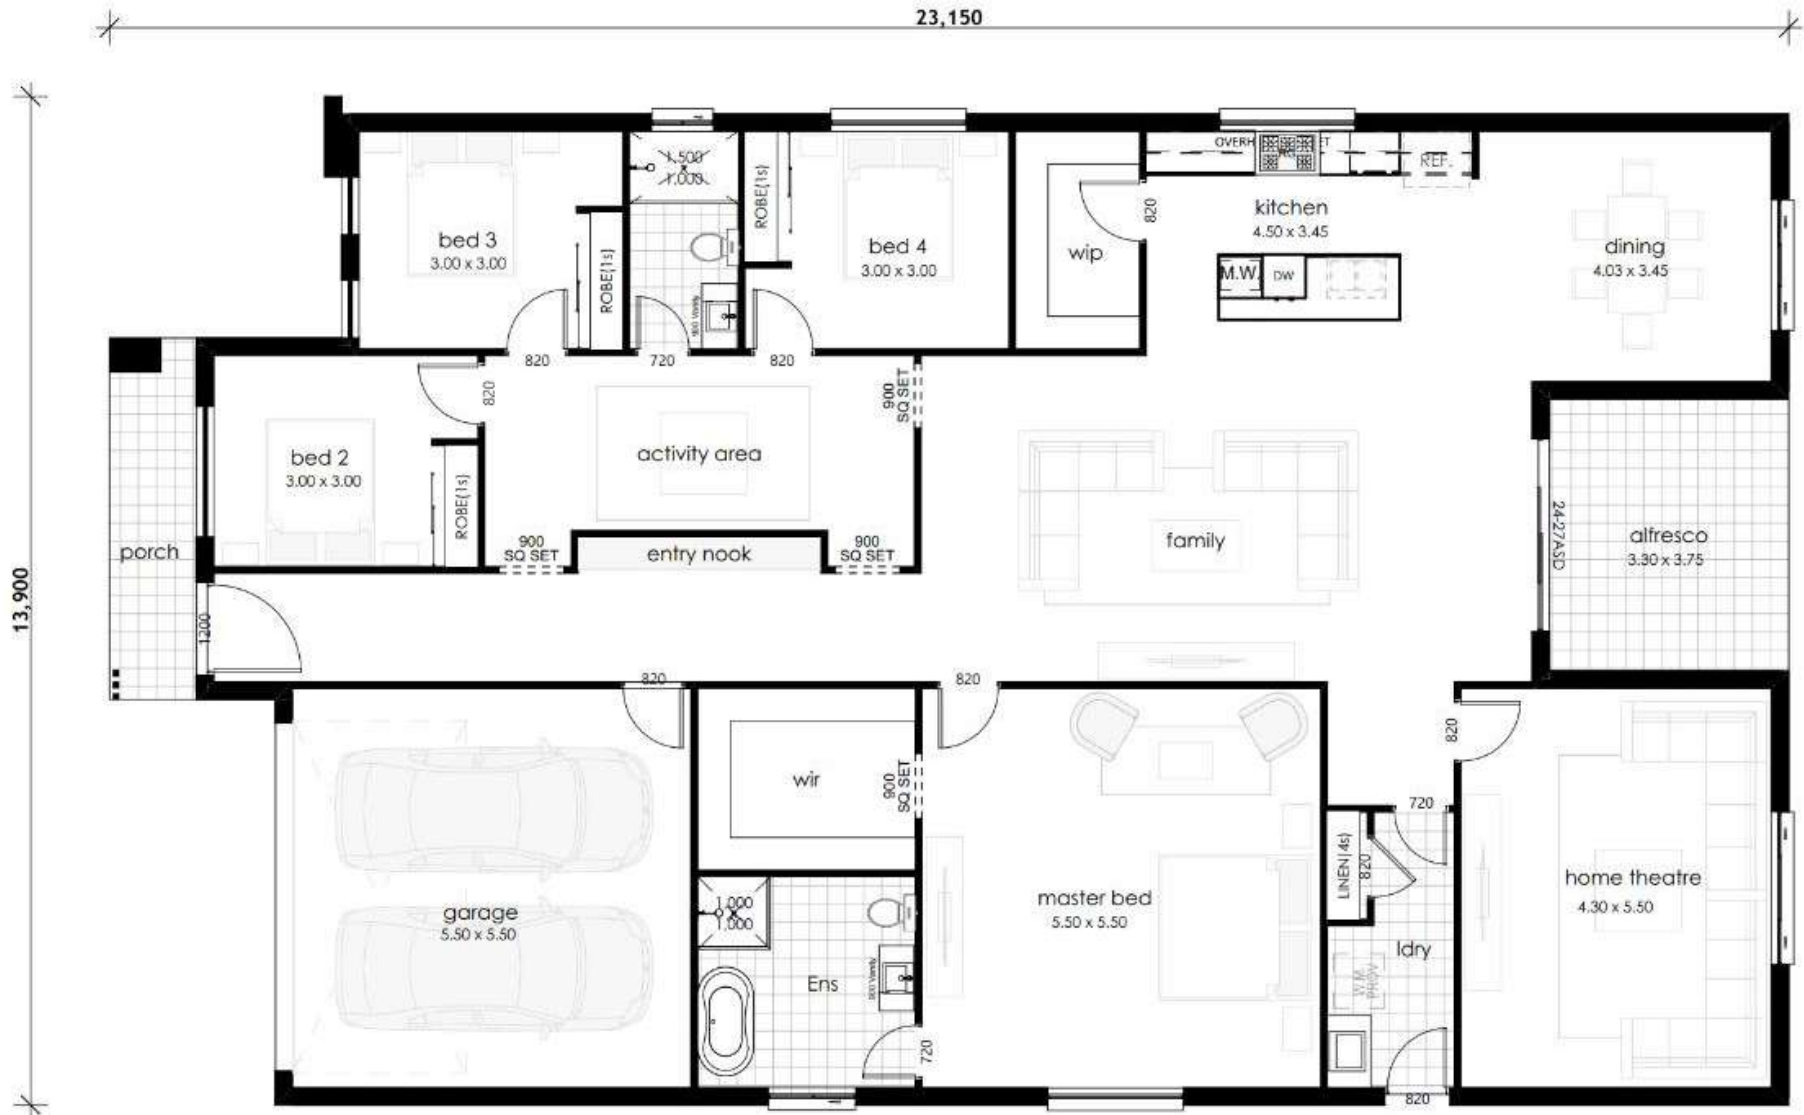 23,150
13,900
1,500
1,000
OVERH
ET
REF.
bed 3
3.00 x 3.00
ROBE(1s)
ROBE(1s)
bed 4
3.00 x 3.00
wip
820
kitchen
4.50 x 3.45
M.W.
DW
dining
4.03 x 3.45
900 Vanity
820
720
820
820
900
SQ SET
bed 2
3.00 x 3.00
ROBE(1s)
activity area
porch
900
SQ SET
entry nook
900
SQ SET
family
24-27ASD
alfresco
3.30 x 3.75
1200
820
820
820
wir
900
SQ SET
720
LINEN(4s)
820
master bed
5.50 x 5.50
home theatre
4.30 x 5.50
garage
5.50 x 5.50
1,000
1,000
Ens
720
ldry
W.M.
PROV
820